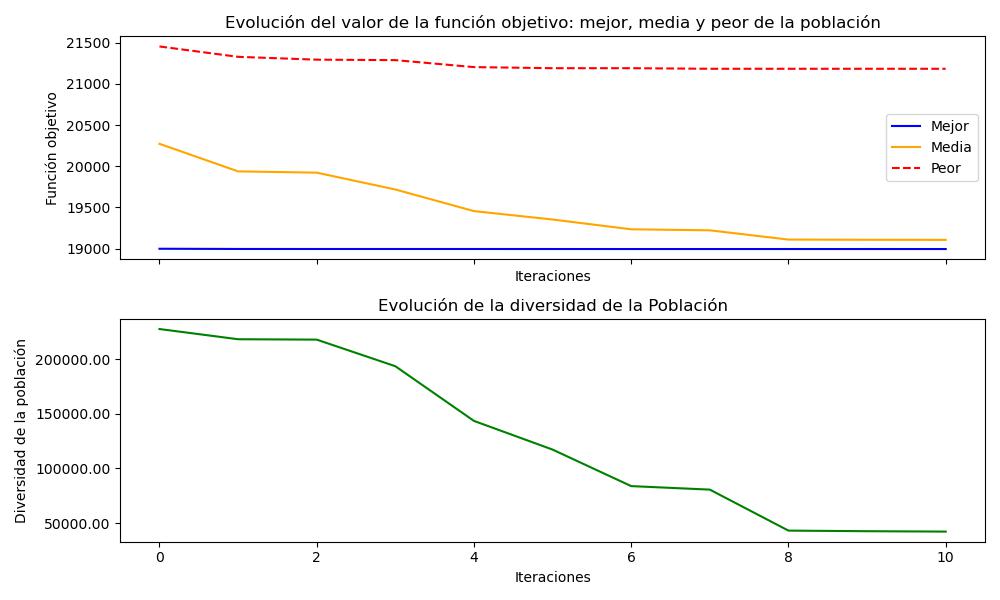 Evolución del valor de la función objetivo: mejor, media y peor de la población
21500
21000
20500
20000
19500
19000
Función objetivo
Mejor
Media
Peor
Iteraciones
Evolución de la diversidad de la Población
200000.00
150000.00
100000.00
50000.00
Diversidad de la población
0 2 4 6 8 10
Iteraciones